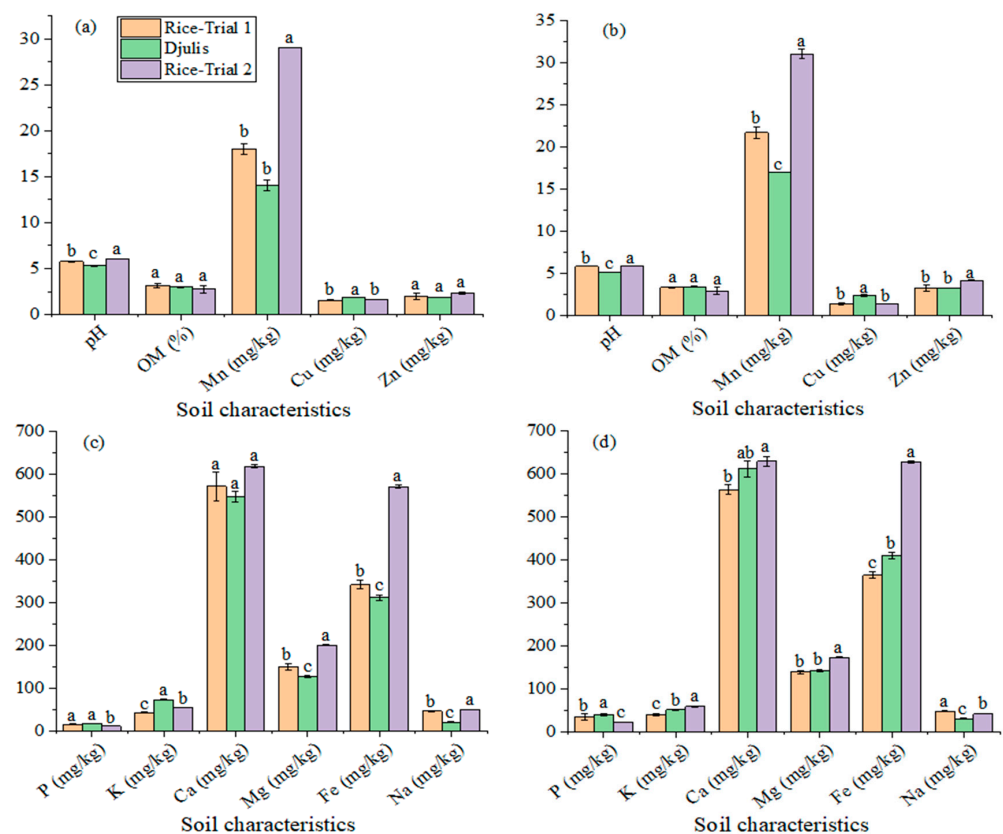 (a)
Rice-Trial 1
Djulis
Rice-Trial 2
30
25
20
15
10
5
0
b c a
a a a
b b a
b a b
a a a
pH
OM (%)
Mn (mg/kg)
Cu (mg/kg)
Zn (mg/kg)
Soil characteristics
(b)
35
30
25
20
15
10
5
0
b c a
a a a
b c a
b a b
b b a
pH
OM (%)
Mn (mg/kg)
Cu (mg/kg)
Zn (mg/kg)
Soil characteristics
(c)
700
600
500
400
300
200
100
0
a a b
c a b
a a a
b c a
b c a
b c a
P (mg/kg)
K (mg/kg)
Ca (mg/kg)
Mg (mg/kg)
Fe (mg/kg)
Na (mg/kg)
Soil characteristics
(d)
700
600
500
400
300
200
100
0
b a c
c b a
b ab a
b b a
c b a
a c b
P (mg/kg)
K (mg/kg)
Ca (mg/kg)
Mg (mg/kg)
Fe (mg/kg)
Na (mg/kg)
Soil characteristics